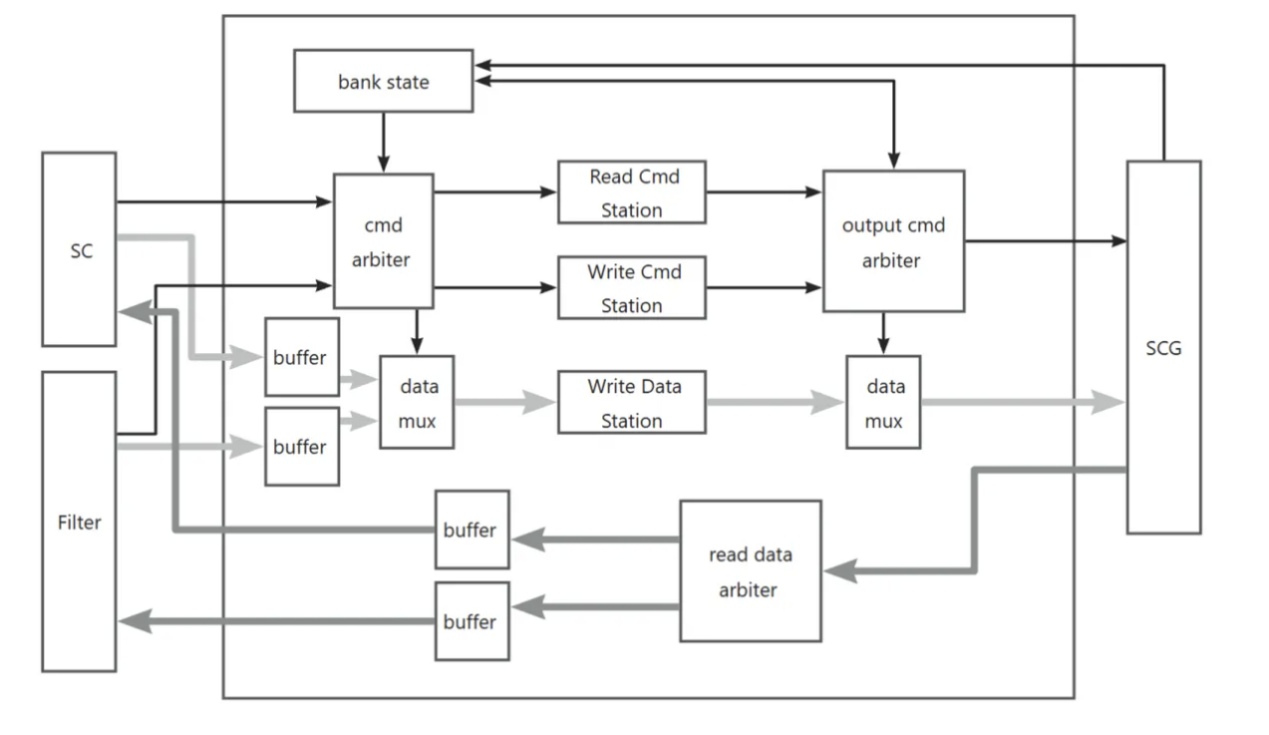 bank state
SC
cmd
arbiter
Read Cmd
Station
output cmd
arbiter
Write Cmd
Station
SCG
buffer
data
mux
Write Data
Station
data
mux
buffer
Filter
buffer
read data
arbiter
buffer